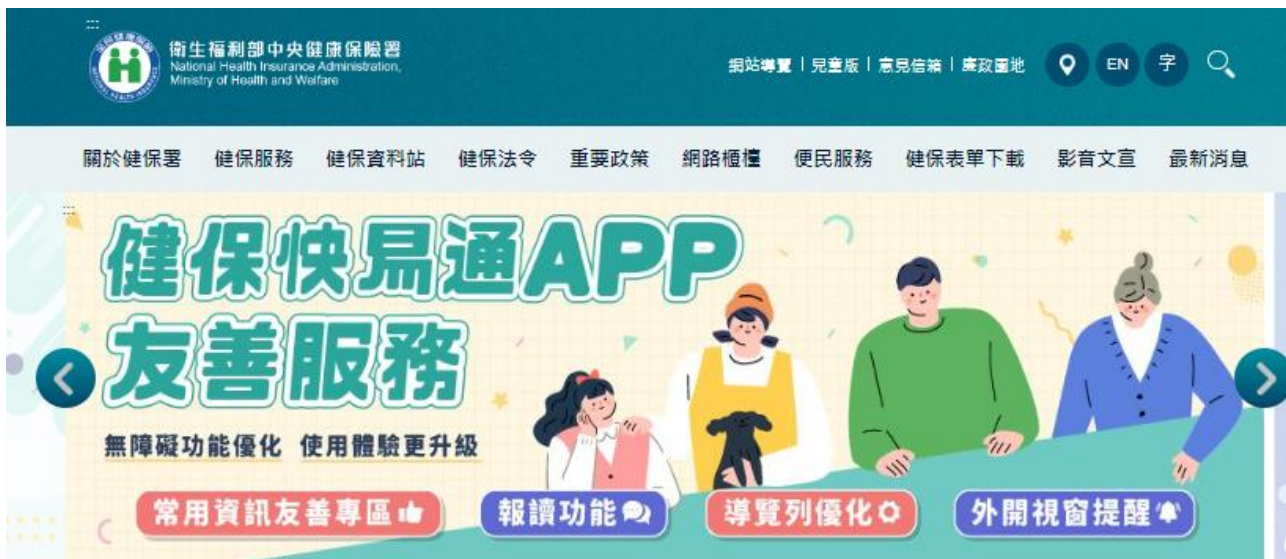 :::
衛生福利部中央健康保險署
National Health Insurance Administration,
Ministry of Health and Welfare
網站導覽 | 兒童版 | 意見信箱 | 廉政園地 EN 字
關於健保署 健保服務 健保資料站 健保法令 重要政策 網路櫃檯 便民服務 健保表單下載 影音文宣 最新消息
:::
健保快易通APP
友善服務
無障礙功能優化 使用體驗更升級
常用資訊友善專區 報讀功能 導覽列優化 外開視窗提醒